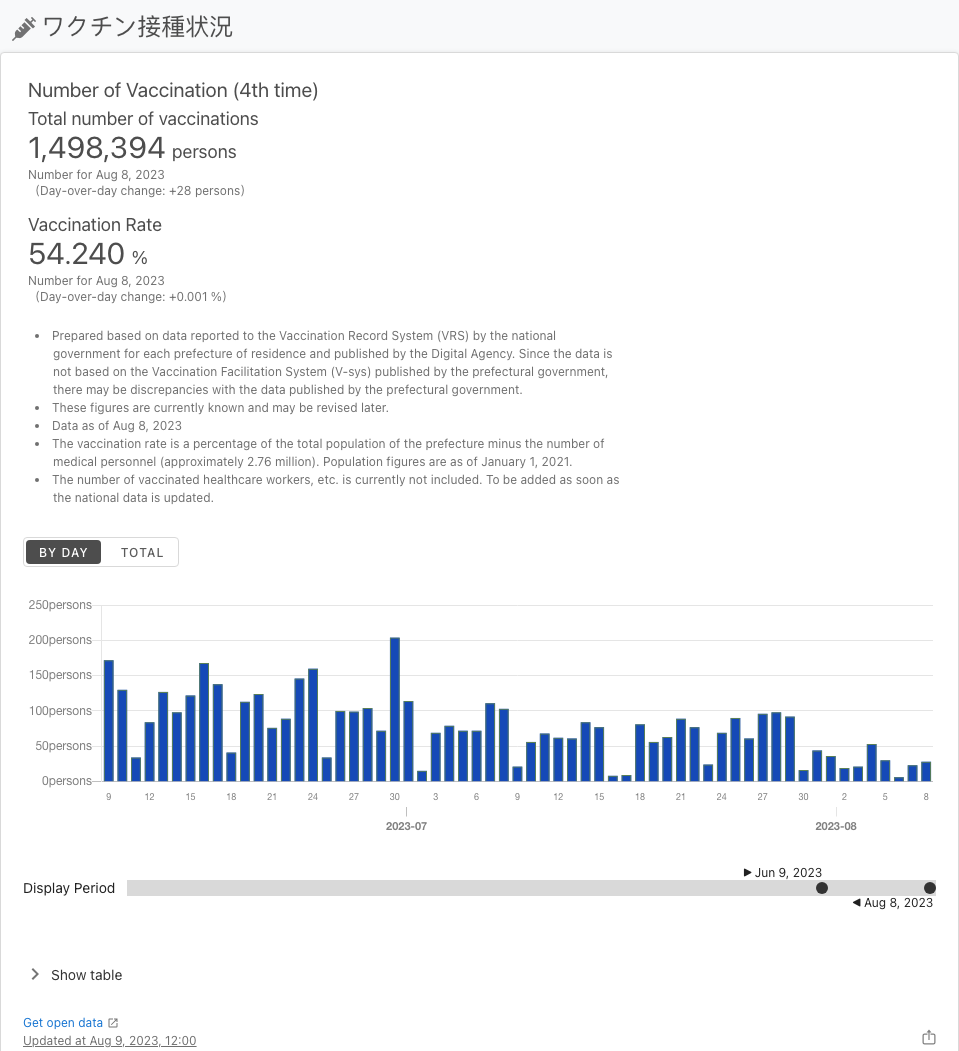 ワクチン接種状況
Number of Vaccination (4th time)
Total number of vaccinations
1,498,394 persons
Number for Aug 8, 2023
(Day-over-day change: +28 persons)
Vaccination Rate
54.240 %
Number for Aug 8, 2023
(Day-over-day change: +0.001 %)
• Prepared based on data reported to the Vaccination Record System (VRS) by the national
government for each prefecture of residence and published by the Digital Agency. Since the data is
not based on the Vaccination Facilitation System (V-sys) published by the prefectural government,
there may be discrepancies with the data published by the prefectural government.
• These figures are currently known and may be revised later.
• Data as of Aug 8, 2023
• The vaccination rate is a percentage of the total population of the prefecture minus the number of
medical personnel (approximately 2.76 million). Population figures are as of January 1, 2021.
• The number of vaccinated healthcare workers, etc. is currently not included. To be added as soon as
the national data is updated.
BY DAY TOTAL
250persons
200persons
150persons
100persons
50persons
0persons
9 12 15 18 21 24 27 30 3 6 9 12 15 18 21 24 27 30 2 5 8
2023-07 2023-08
Jun 9, 2023
Display Period
Aug 8, 2023
Show table
Get open data
Updated at Aug 9, 2023, 12:00